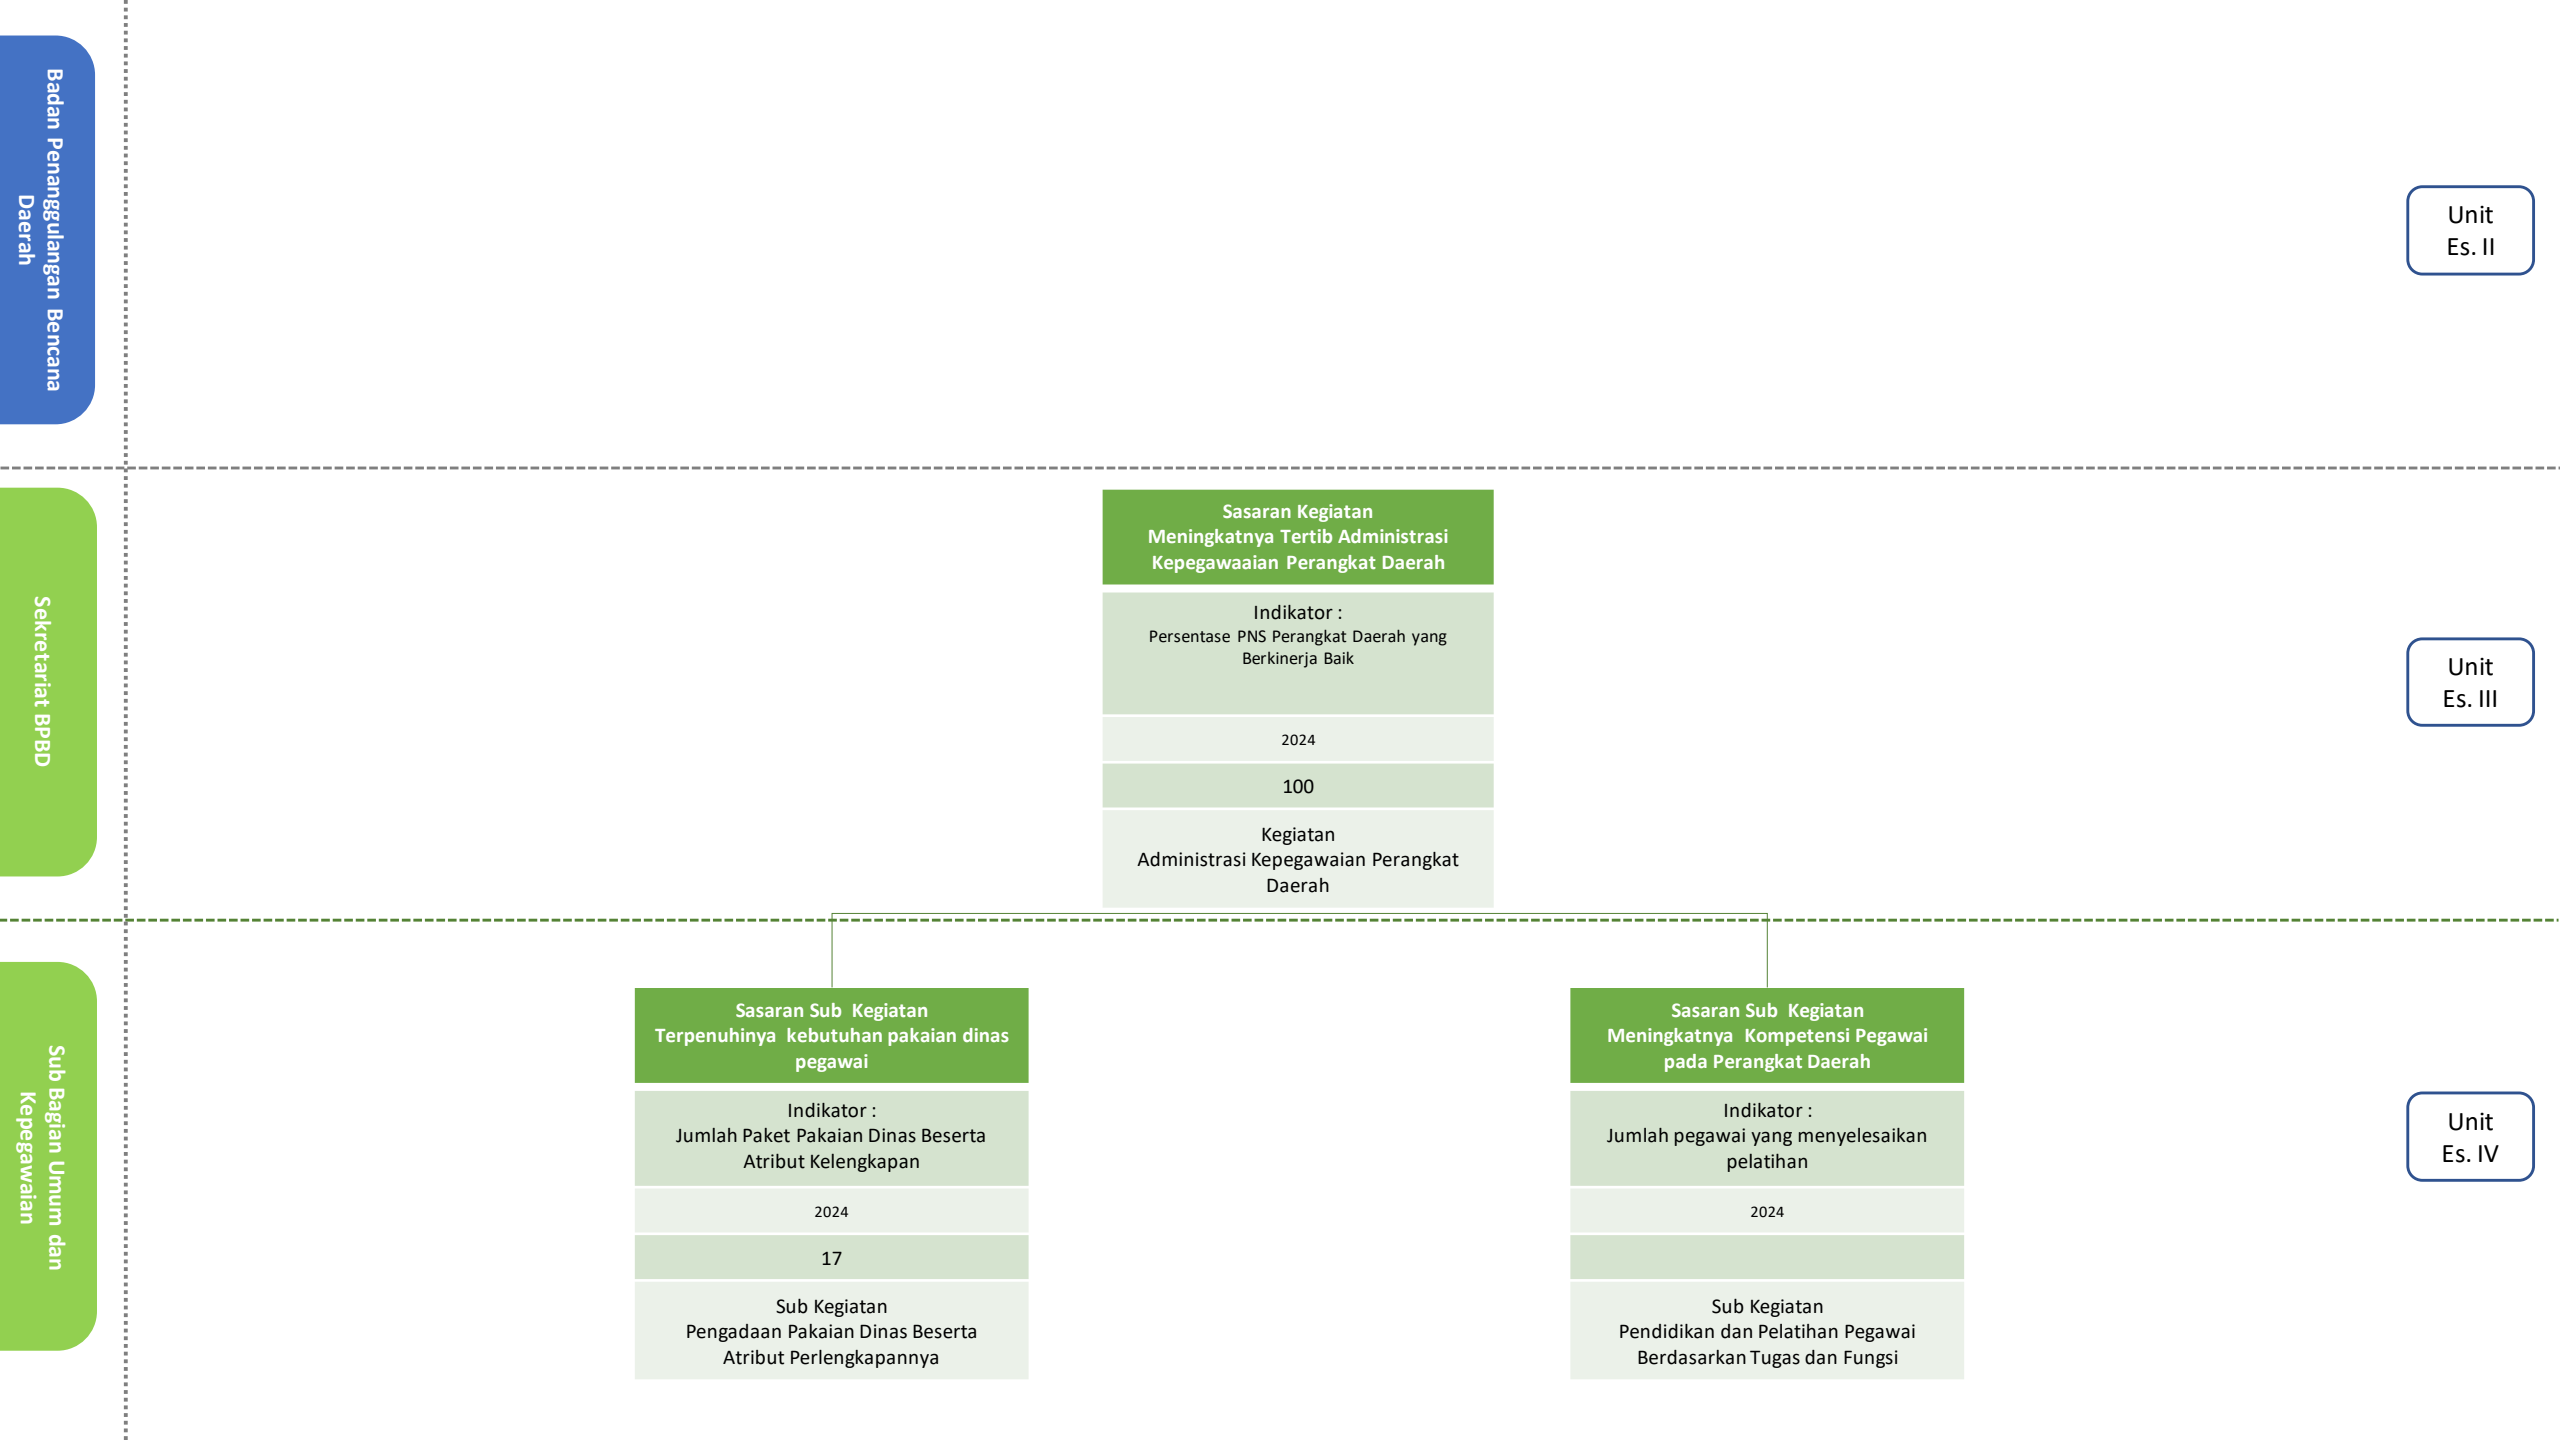 Badan Penanggulangan Bencana
Daerah
Unit
Es. II
Sekretariat BPBD
Sasaran Kegiatan
Meningkatnya Tertib Administrasi
Kepegawaaian Perangkat Daerah
Indikator :
Persentase PNS Perangkat Daerah yang
Berkinerja Baik
2024
100
Kegiatan
Administrasi Kepegawaian Perangkat
Daerah
Unit
Es. III
Sub Bagian Umum dan
Kepegawaian
Sasaran Sub Kegiatan
Terpenuhinya kebutuhan pakaian dinas
pegawai
Indikator :
Jumlah Paket Pakaian Dinas Beserta
Atribut Kelengkapan
2024
17
Sub Kegiatan
Pengadaan Pakaian Dinas Beserta
Atribut Perlengkapannya
Sasaran Sub Kegiatan
Meningkatnya Kompetensi Pegawai
pada Perangkat Daerah
Indikator :
Jumlah pegawai yang menyelesaikan
pelatihan
2024
Sub Kegiatan
Pendidikan dan Pelatihan Pegawai
Berdasarkan Tugas dan Fungsi
Unit
Es. IV